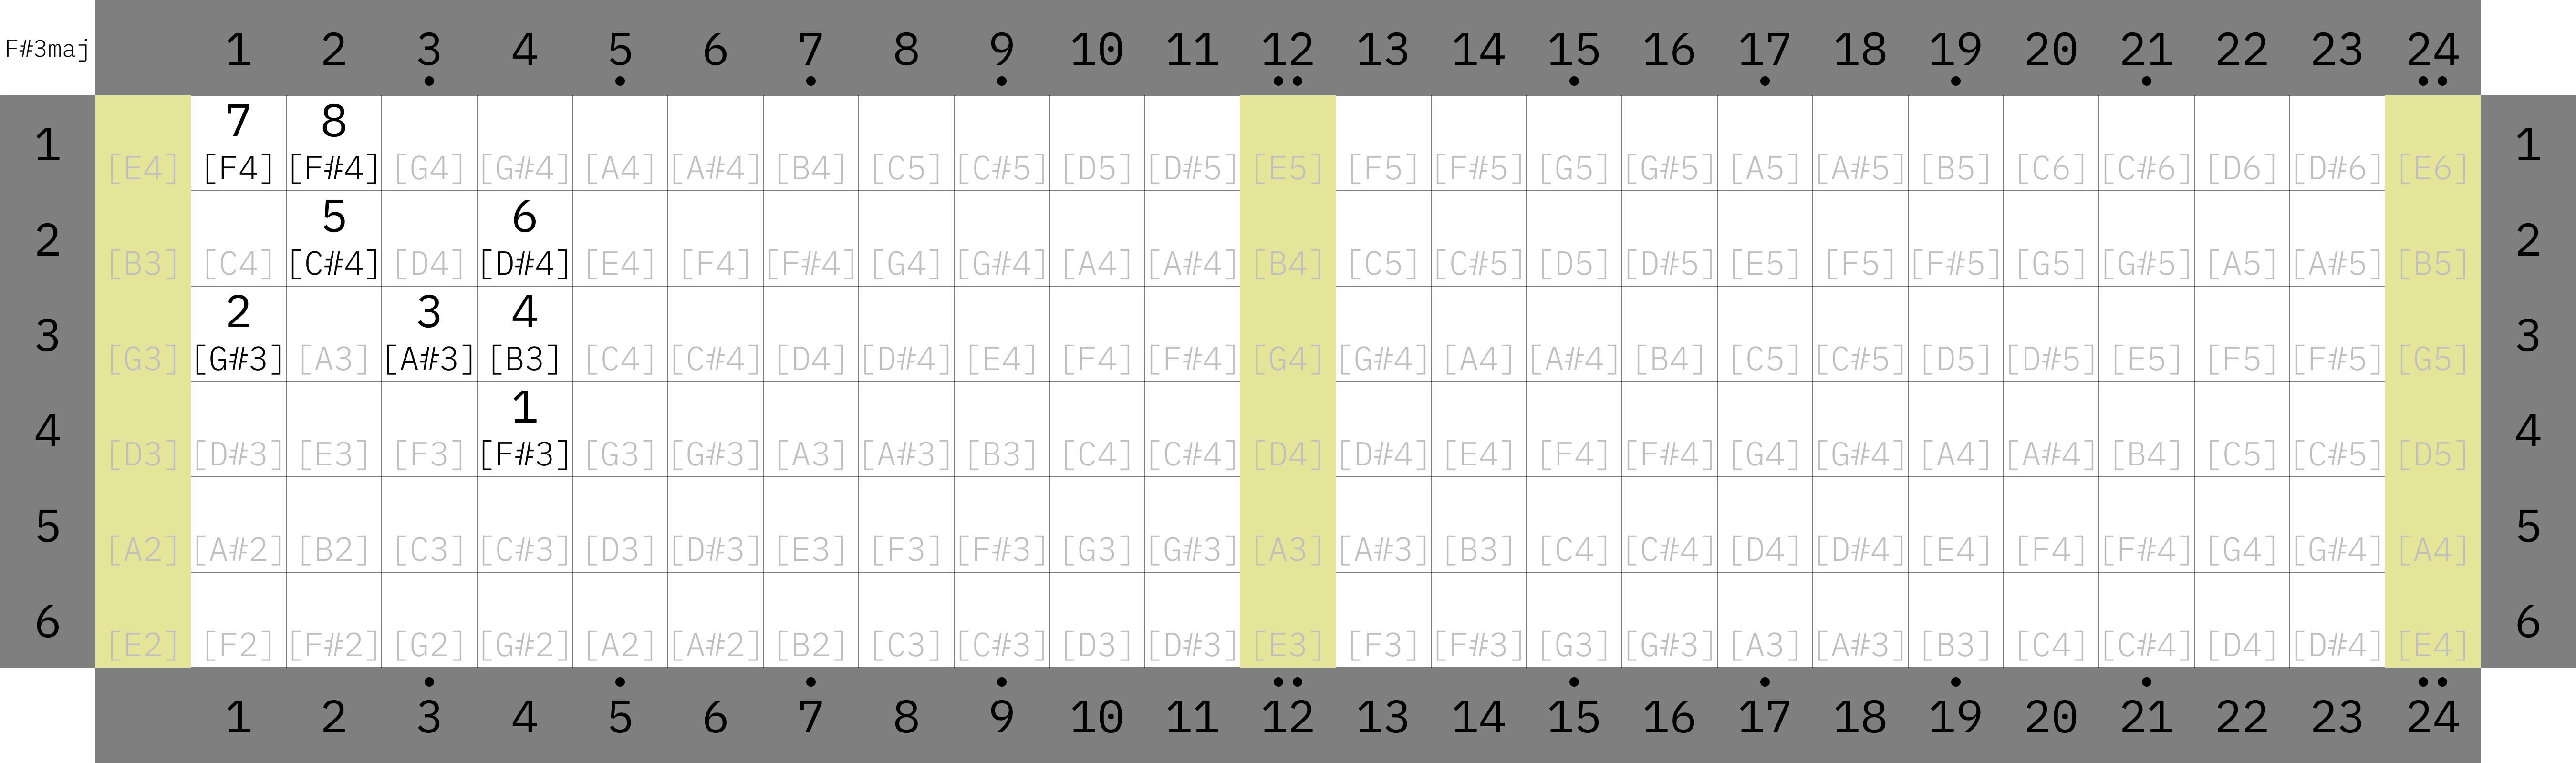 F#3maj 1 2 3 4 5 6 7 8 9 10 11 12 13 14 15 16 17 18 19 20 21 22 23 24
7 8
1 [E4] [F4] [F#4] [G4] [G#4] [A4] [A#4] [B4] [C5] [C#5] [D5] [D#5] [E5] [F5] [F#5] [G5] [G#5] [A5] [A#5] [B5] [C6] [C#6] [D6] [D#6] [E6] 1
5 6
2 [B3] [C4] [C#4] [D4] [D#4] [E4] [F4] [F#4] [G4] [G#4] [A4] [A#4] [B4] [C5] [C#5] [D5] [D#5] [E5] [F5] [F#5] [G5] [G#5] [A5] [A#5] [B5] 2
2 3 4
3 [G3] [G#3] [A3] [A#3] [B3] [C4] [C#4] [D4] [D#4] [E4] [F4] [F#4] [G4] [G#4] [A4] [A#4] [B4] [C5] [C#5] [D5] [D#5] [E5] [F5] [F#5] [G5] 3
1
4 [D3] [D#3] [E3] [F3] [F#3] [G3] [G#3] [A3] [A#3] [B3] [C4] [C#4] [D4] [D#4] [E4] [F4] [F#4] [G4] [G#4] [A4] [A#4] [B4] [C5] [C#5] [D5] 4
5 [A2] [A#2] [B2] [C3] [C#3] [D3] [D#3] [E3] [F3] [F#3] [G3] [G#3] [A3] [A#3] [B3] [C4] [C#4] [D4] [D#4] [E4] [F4] [F#4] [G4] [G#4] [A4] 5
6 [E2] [F2] [F#2] [G2] [G#2] [A2] [A#2] [B2] [C3] [C#3] [D3] [D#3] [E3] [F3] [F#3] [G3] [G#3] [A3] [A#3] [B3] [C4] [C#4] [D4] [D#4] [E4] 6
1 2 3 4 5 6 7 8 9 10 11 12 13 14 15 16 17 18 19 20 21 22 23 24